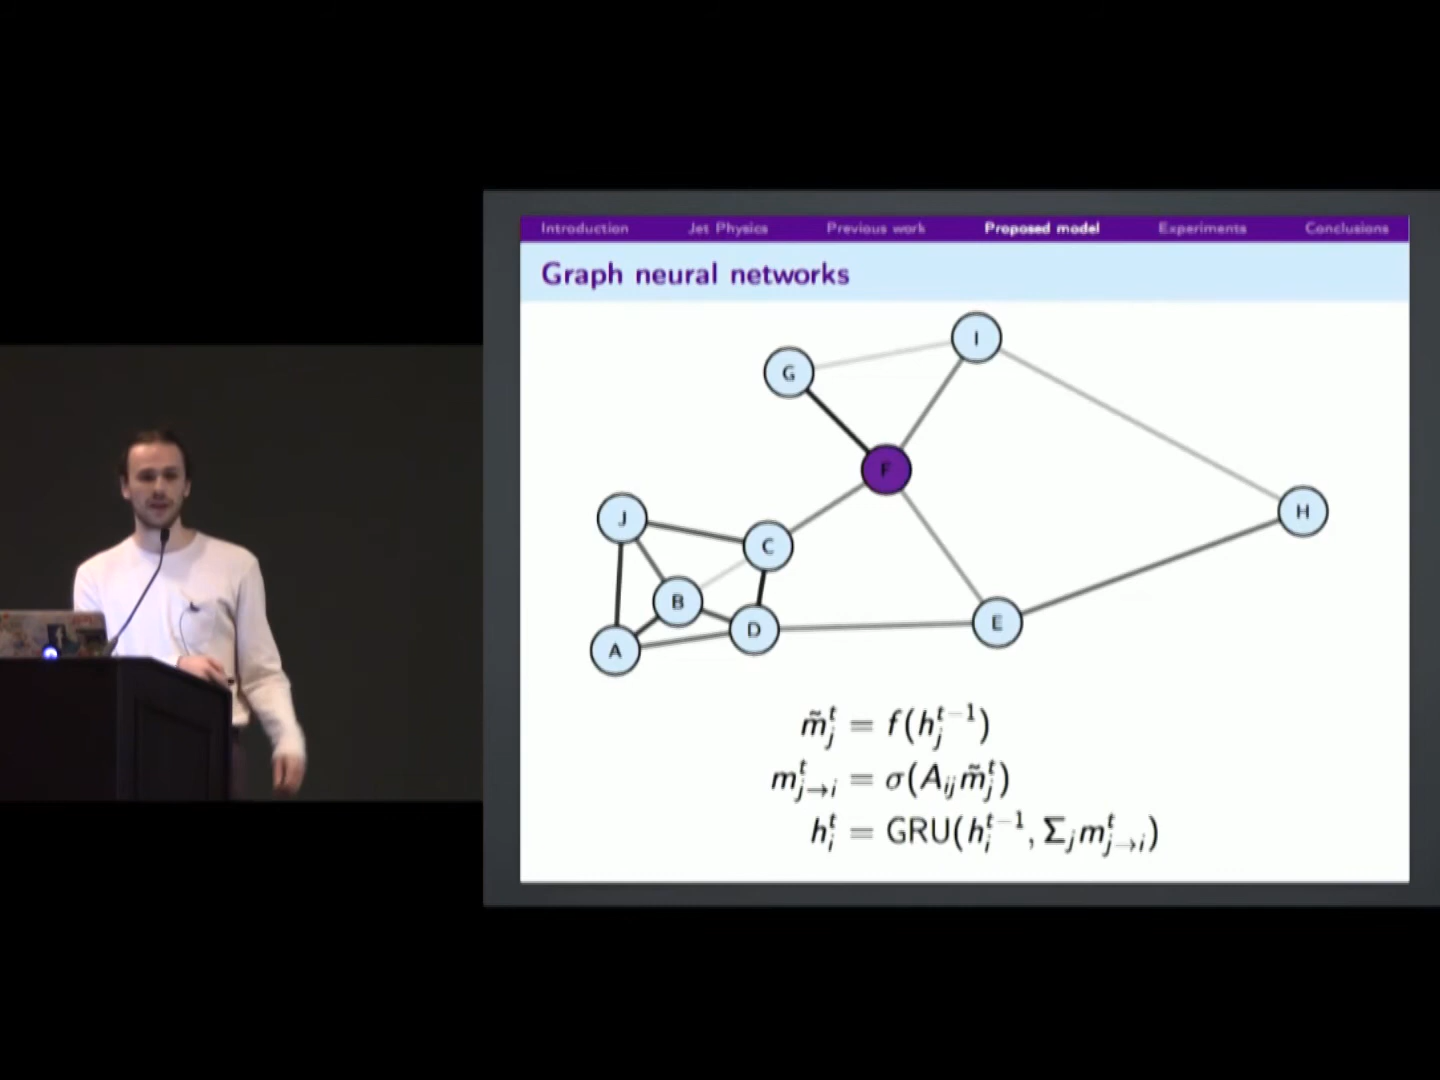 Introduction Jet Physics Previous work Proposed model Experiments Conclusions
Graph neural networks
I
G
F
J
C
H
B
D
E
A
m̃ᵗⱼ = f(hᵗ⁻¹ⱼ)
mᵗⱼ→ᵢ = σ(Aᵢⱼm̃ᵗⱼ)
hᵗᵢ = GRU(hᵗ⁻¹ᵢ, Σⱼmᵗⱼ→ᵢ)